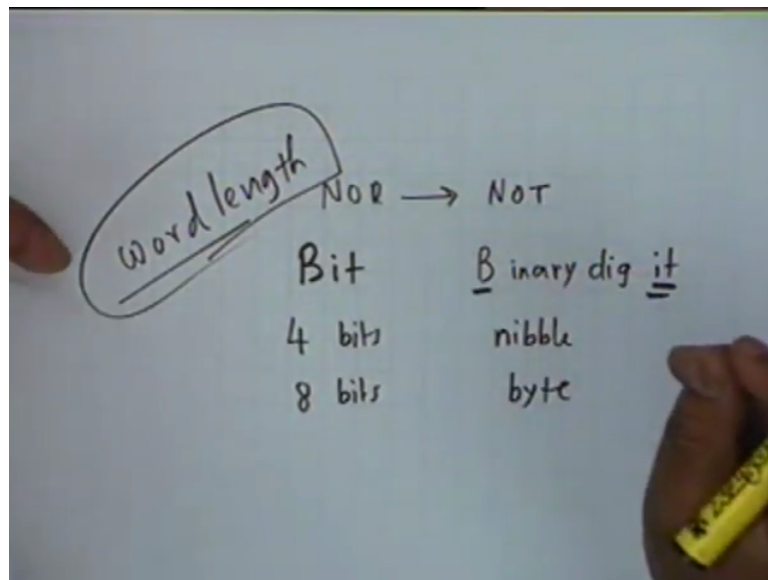 word length
NOR → NOT
Bit Binary digit
4 bits nibble
8 bits byte